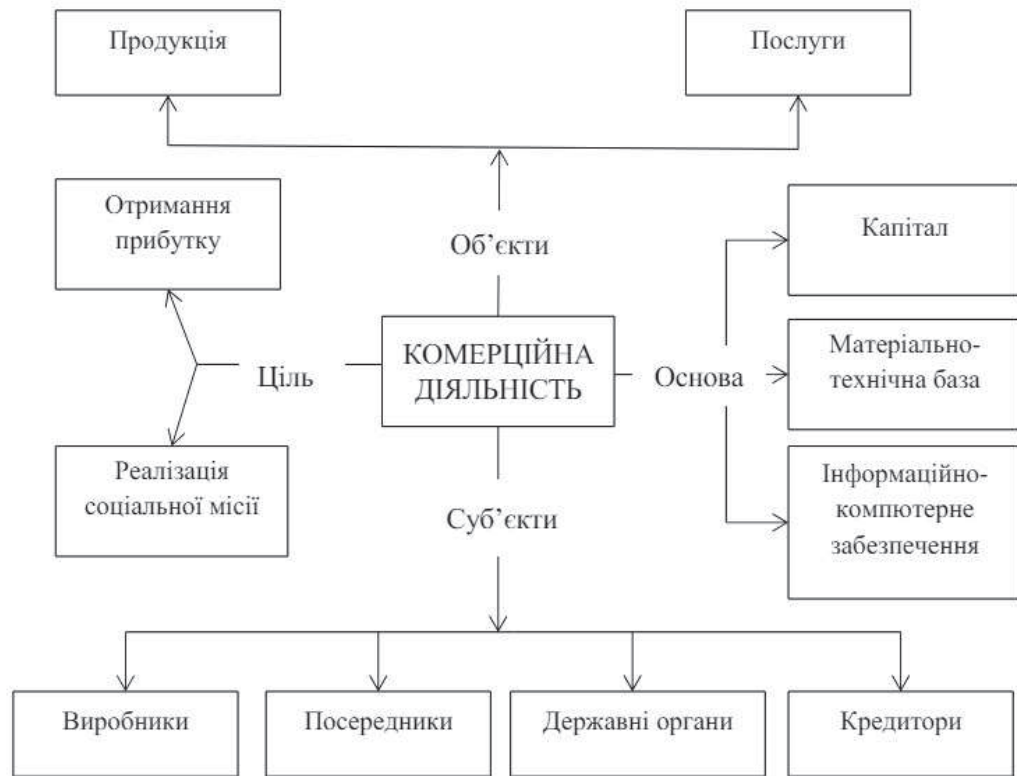 Продукція
Послуги
Отримання
прибутку
Об’єкти
Капітал
КОМЕРЦІЙНА
ДІЯЛЬНІСТЬ
Ціль
Основа
Матеріально-
технічна база
Реалізація
соціальної місії
Суб’єкти
Інформаційно-
компютерне
забезпечення
Виробники
Посередники
Державні органи
Кредитори